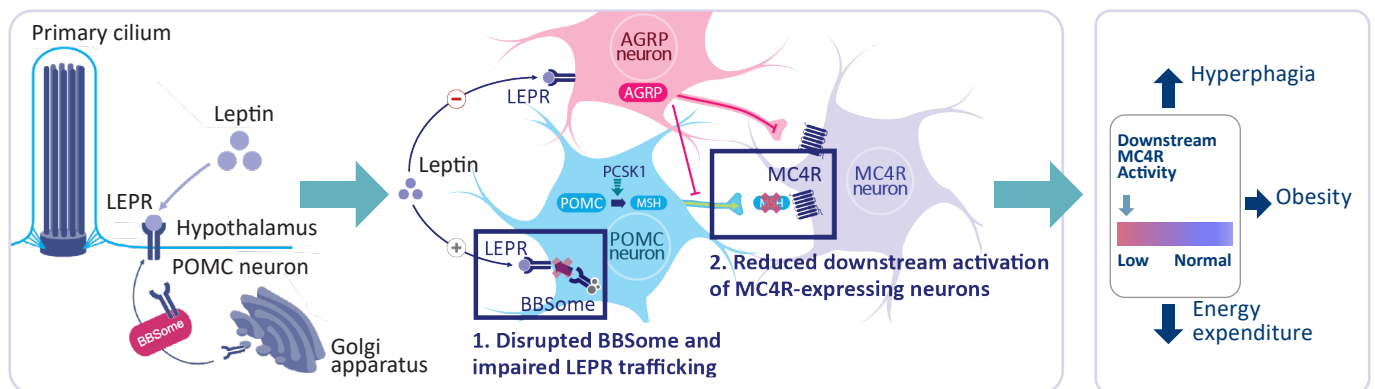 Primary cilium
Leptin
LEPR
Hypothalamus
POMC neuron
BBSome
Golgi
apparatus
AGRP
neuron
AGRP
LEPR
Leptin
PCSK1
POMC
MSH
POMC
neuron
LEPR
BBSome
MC4R
MSH
MC4R
neuron
1. Disrupted BBSome and
impaired LEPR trafficking
2. Reduced downstream activation
of MC4R-expressing neurons
Hyperphagia
Downstream
MC4R
Activity
Low Normal
Obesity
Energy
expenditure